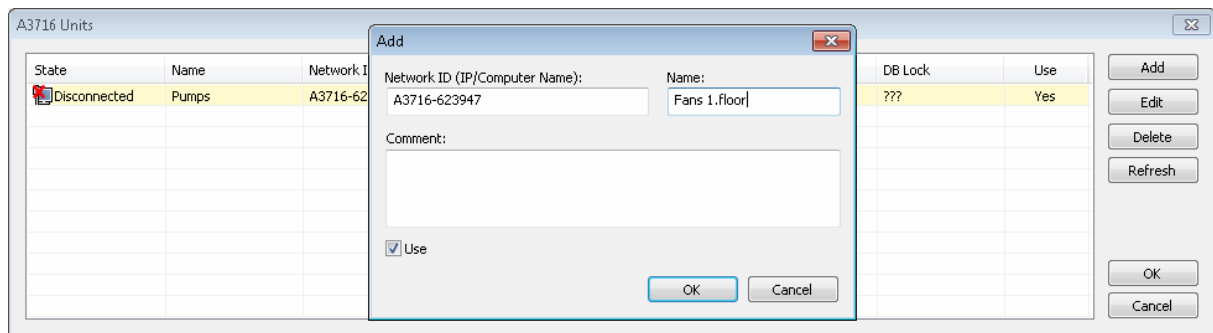 A3716 Units
Add
State Name Network I DB Lock Use Add
Network ID (IP/Computer Name): Name:
Disconnected Pumps A3716-62 ??? Yes
A3716-623947 Fans 1.floor
Edit
Comment:
Delete
Refresh
Use
OK
OK Cancel
Cancel